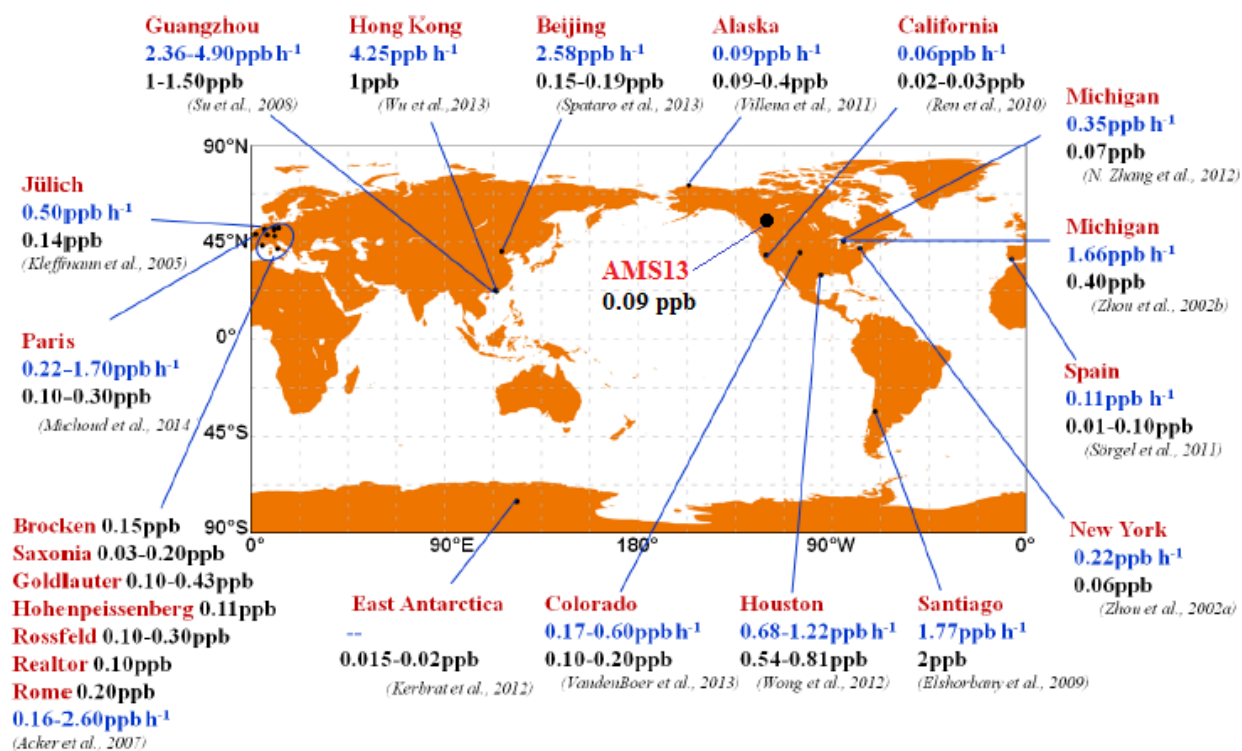 Guangzhou
2.36-4.90ppb h⁻¹
1-1.50ppb
(Su et al., 2008)
Hong Kong
4.25ppb h⁻¹
1ppb
(Wu et al.,2013)
Beijing
2.58ppb h⁻¹
0.15-0.19ppb
(Spataro et al., 2013)
Alaska
0.09ppb h⁻¹
0.09-0.4ppb
(Villena et al., 2011)
California
0.06ppb h⁻¹
0.02-0.03ppb
(Ren et al., 2010)
Michigan
0.35ppb h⁻¹
0.07ppb
(N. Zhang et al., 2012)
Jülich
0.50ppb h⁻¹
0.14ppb
(Kleffmann et al., 2005)
Michigan
1.66ppb h⁻¹
0.40ppb
(Zhou et al., 2002b)
Paris
0.22-1.70ppb h⁻¹
0.10-0.30ppb
(Michoud et al., 2014
Spain
0.11ppb h⁻¹
0.01-0.10ppb
(Sörgel et al., 2011)
90°N
45°N
0°
45°S
90°S
0°
90°E
180°
90°W
0°
AMS13
0.09 ppb
Brocken 0.15ppb
Saxonia 0.03-0.20ppb
Goldlauter 0.10-0.43ppb
Hohenpeissenberg 0.11ppb
Rossfeld 0.10-0.30ppb
Realtor 0.10ppb
Rome 0.20ppb
0.16-2.60ppb h⁻¹
(Acker et al., 2007)
East Antarctica
--
0.015-0.02ppb
(Kerbrat et al., 2012)
Colorado
0.17-0.60ppb h⁻¹
0.10-0.20ppb
(VandenBoer et al., 2013)
Houston
0.68-1.22ppb h⁻¹
0.54-0.81ppb
(Wong et al., 2012)
Santiago
1.77ppb h⁻¹
2ppb
(Elshorbany et al., 2009)
New York
0.22ppb h⁻¹
0.06ppb
(Zhou et al., 2002a)